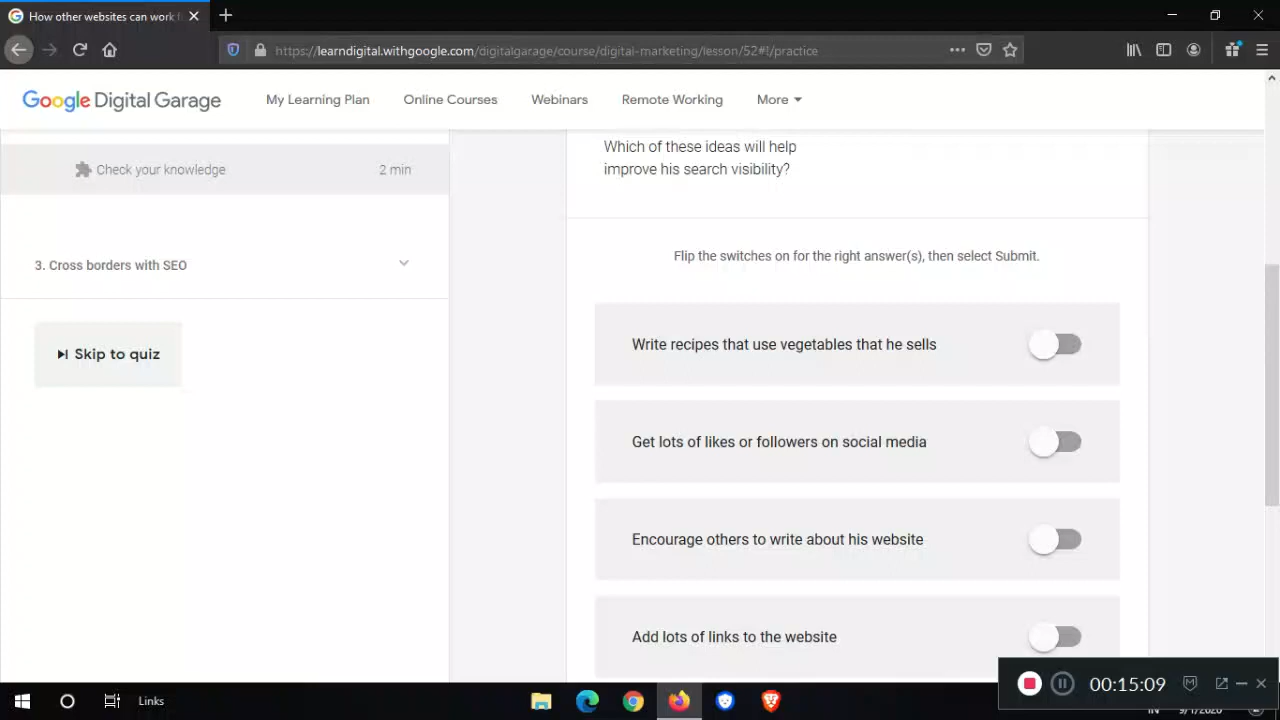 How other websites can work f
https://learndigital.withgoogle.com/digitalgarage/course/digital-marketing/lesson/52#!/practice
Google Digital Garage
My Learning Plan
Online Courses
Webinars
Remote Working
More
Check your knowledge
2 min
3. Cross borders with SEO
Skip to quiz
Which of these ideas will help
improve his search visibility?
Flip the switches on for the right answer(s), then select Submit.
Write recipes that use vegetables that he sells
Get lots of likes or followers on social media
Encourage others to write about his website
Add lots of links to the website
Links
00:15:09
IN
9/1/2020